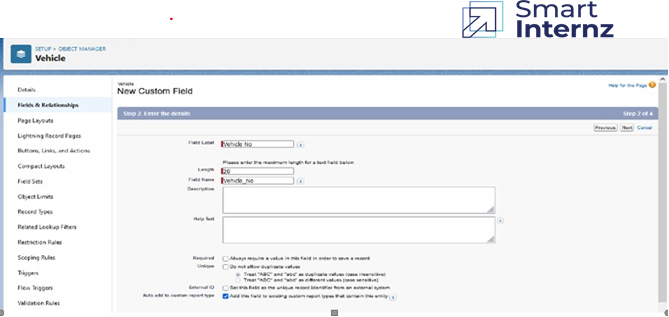 Smart
Internz
SETUP > OBJECT MANAGER
Vehicle
Details
Fields & Relationships
Page Layouts
Lightning Record Pages
Buttons, Links, and Actions
Compact Layouts
Field Sets
Object Limits
Record Types
Related Lookup Filters
Restriction Rules
Scoping Rules
Triggers
Flow Triggers
Validation Rules
Vehicle
New Custom Field
Help for this Page
Step 2. Enter the details
Step 2 of 4
Previous Next Cancel
Field Label Vehicle No
Please enter the maximum length for a text field below.
Length 20
Field Name Vehicle_No
Description
Help Text
Required Always require a value in this field in order to save a record
Unique Do not allow duplicate values
Treat "ABC" and "abc" as duplicate values (case insensitive)
Treat "ABC" and "abc" as different values (case sensitive)
External ID Set this field as the unique record identifier from an external system
Auto add to custom report type Add this field to existing custom report types that contain this entity